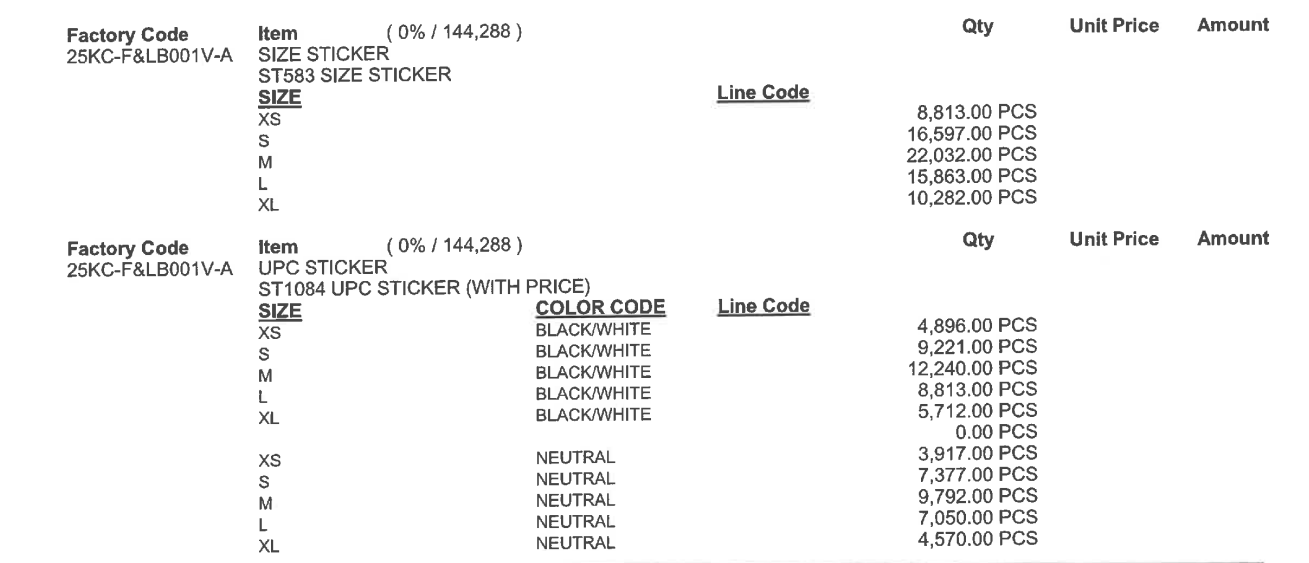 Factory Code Item ( 0% / 144,288 ) Qty Unit Price Amount
25KC-F&LB001V-A SIZE STICKER
ST583 SIZE STICKER
SIZE Line Code
XS 8,813.00 PCS
S 16,597.00 PCS
M 22,032.00 PCS
L 15,863.00 PCS
XL 10,282.00 PCS
Factory Code Item ( 0% / 144,288 ) Qty Unit Price Amount
25KC-F&LB001V-A UPC STICKER
ST1084 UPC STICKER (WITH PRICE)
SIZE COLOR CODE Line Code
XS BLACK/WHITE 4,896.00 PCS
S BLACK/WHITE 9,221.00 PCS
M BLACK/WHITE 12,240.00 PCS
L BLACK/WHITE 8,813.00 PCS
XL BLACK/WHITE 5,712.00 PCS
0.00 PCS
XS NEUTRAL 3,917.00 PCS
S NEUTRAL 7,377.00 PCS
M NEUTRAL 9,792.00 PCS
L NEUTRAL 7,050.00 PCS
XL NEUTRAL 4,570.00 PCS